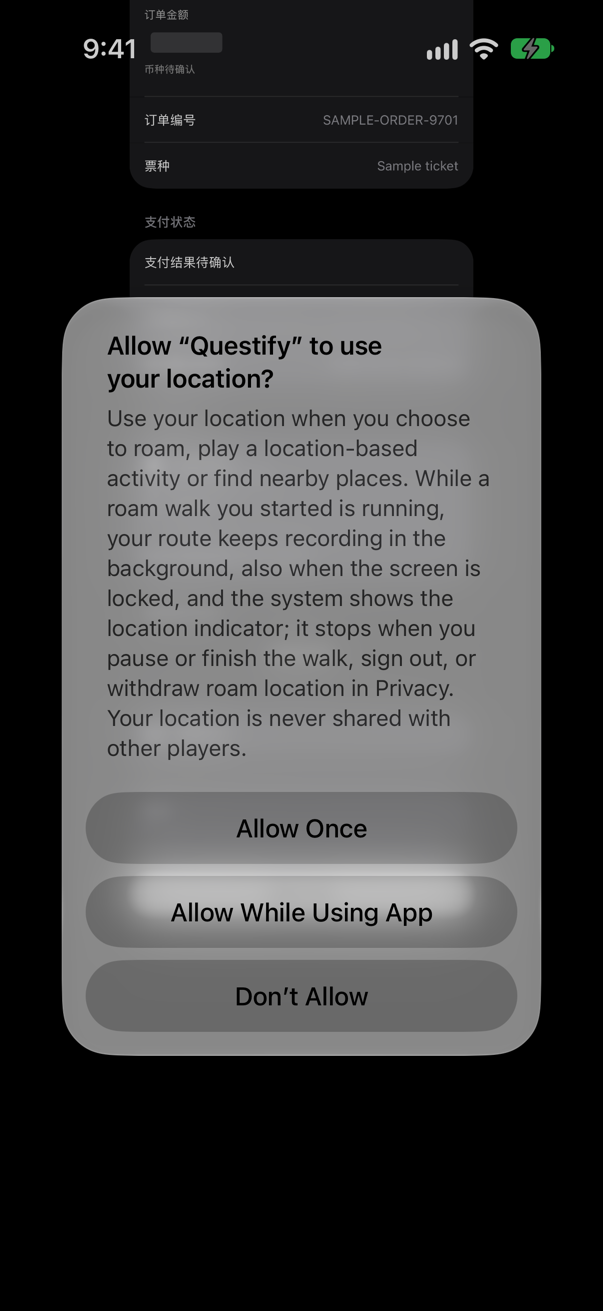 订单金额
9:41
币种待确认
订单编号 SAMPLE-ORDER-9701
票种 Sample ticket
支付状态
支付结果待确认
Allow “Questify” to use
your location?
Use your location when you choose
to roam, play a location-based
activity or find nearby places. While a
roam walk you started is running,
your route keeps recording in the
background, also when the screen is
locked, and the system shows the
location indicator; it stops when you
pause or finish the walk, sign out, or
withdraw roam location in Privacy.
Your location is never shared with
other players.
Allow Once
Allow While Using App
Don’t Allow